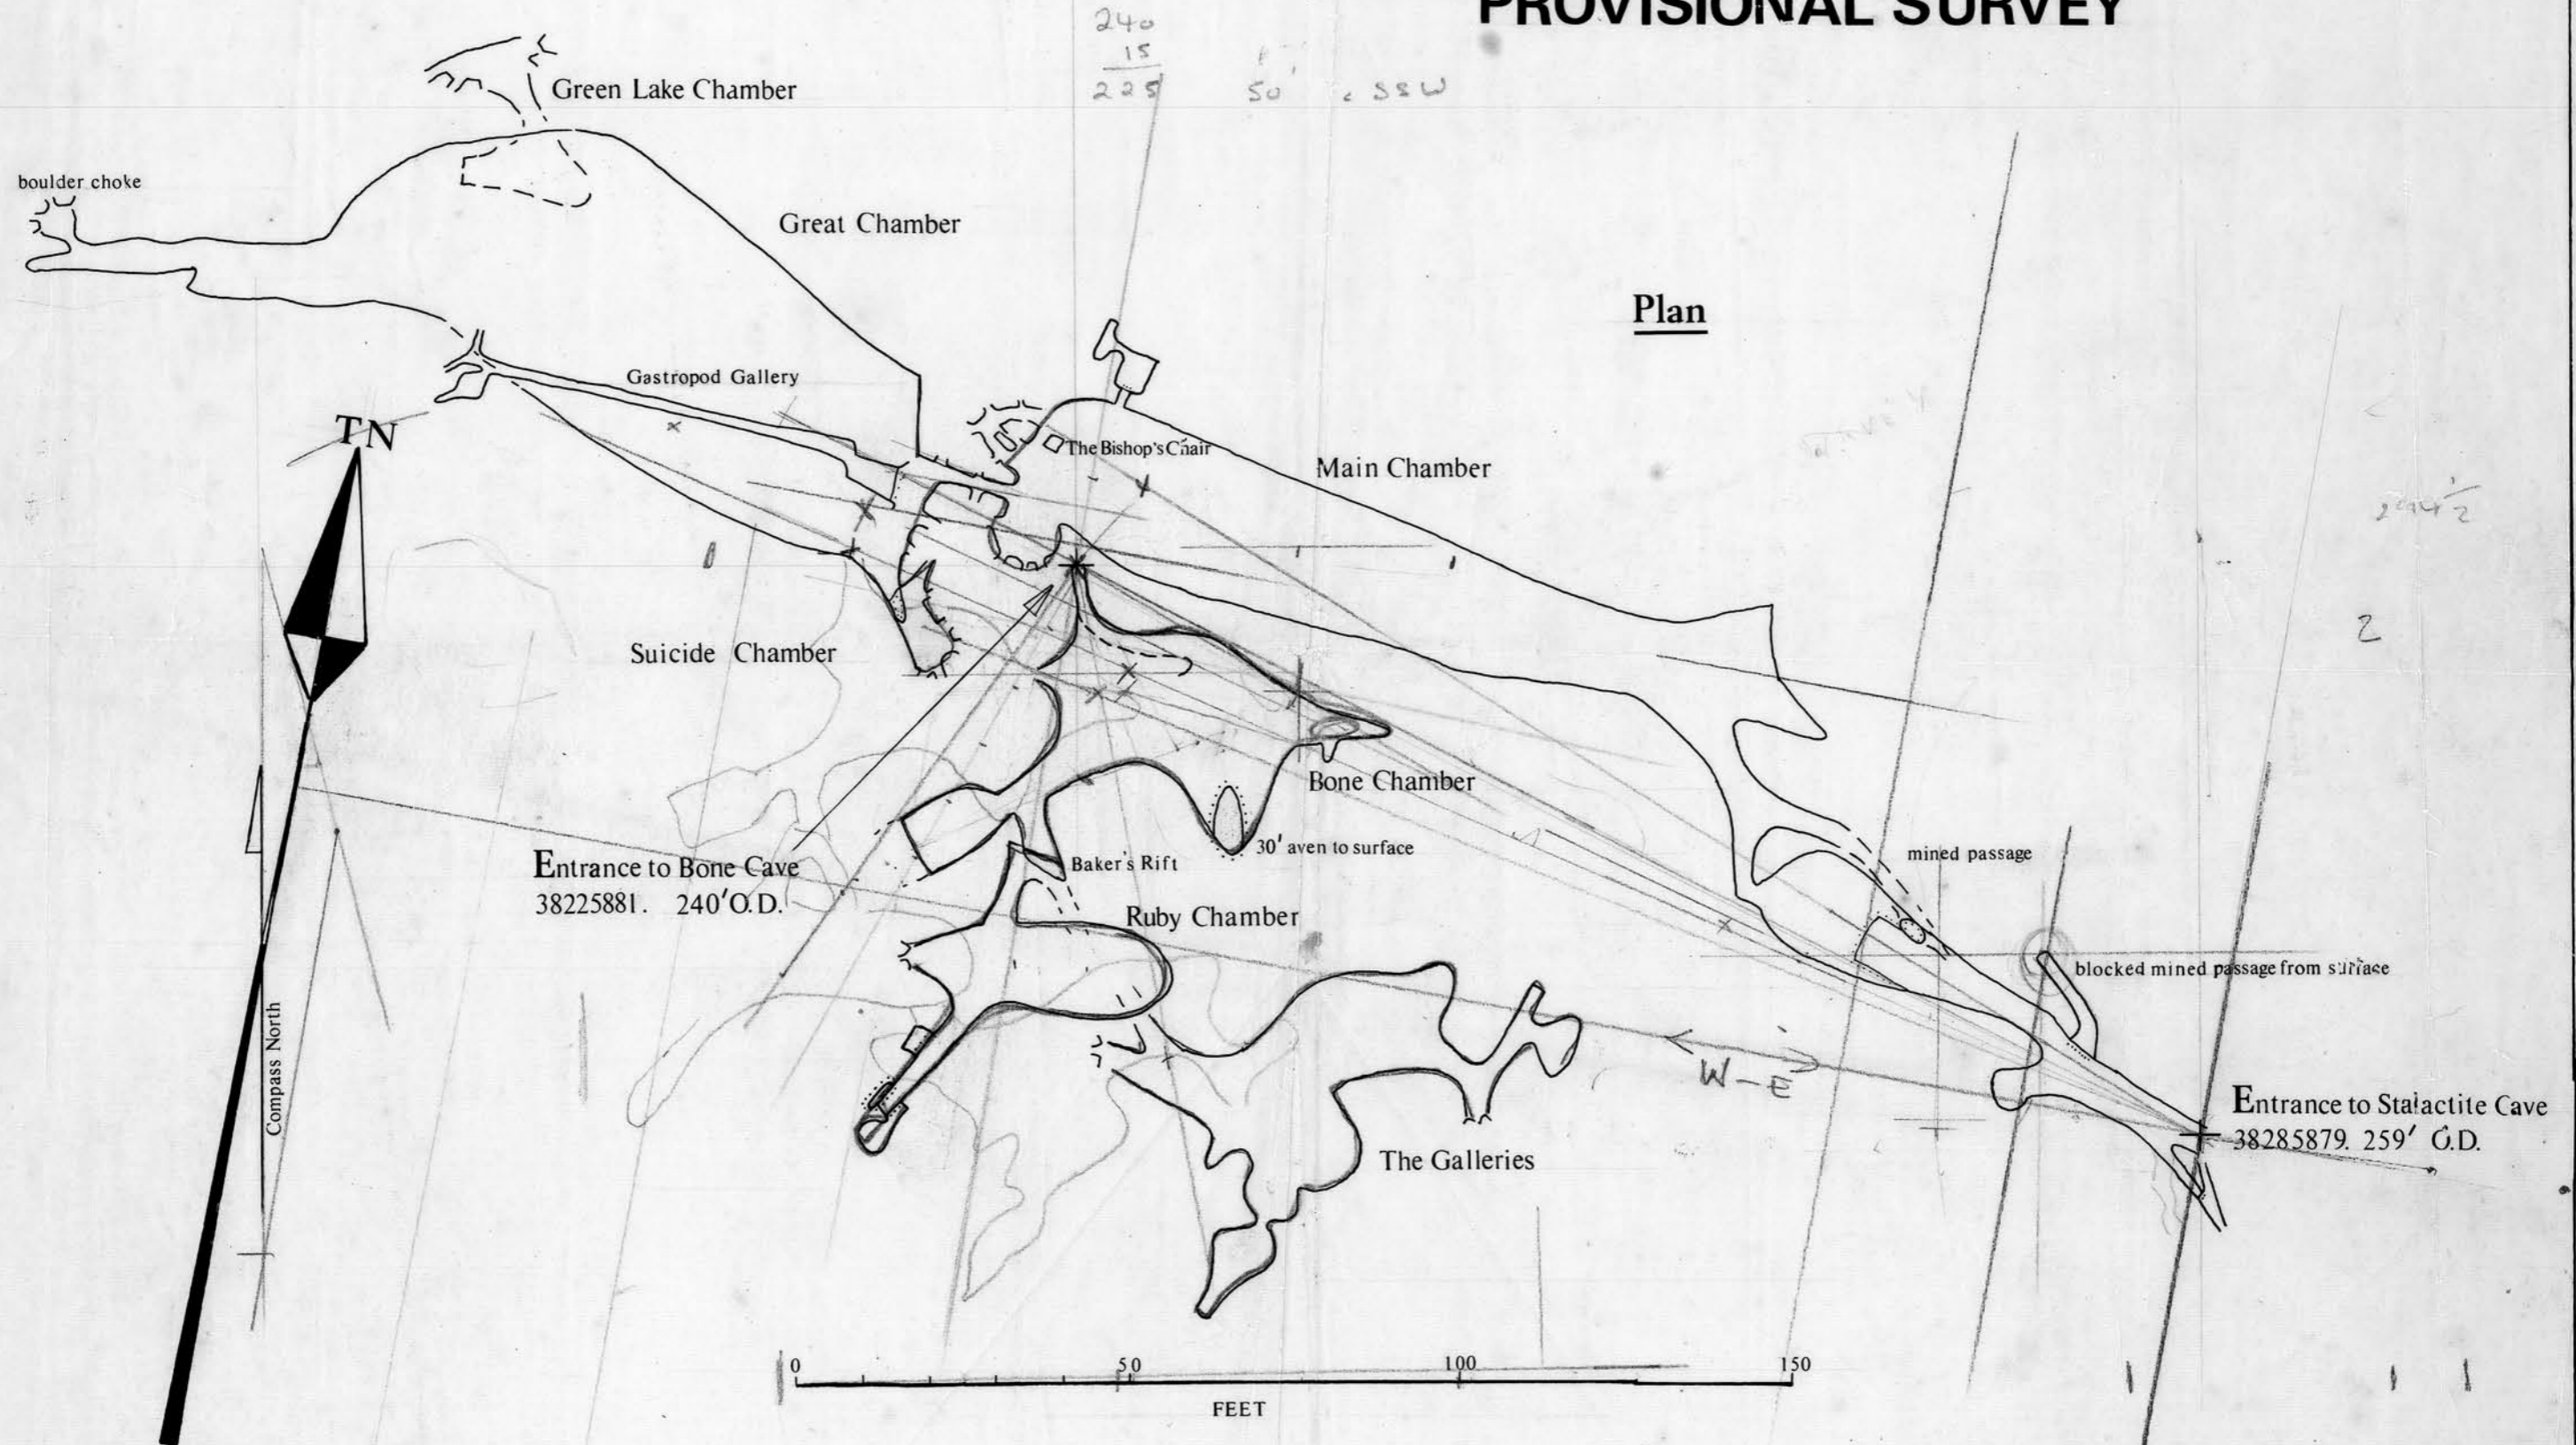 PROVISIONAL SURVEY
240
15
225
50' c SSW
Green Lake Chamber
boulder choke
Great Chamber
Plan
Gastropod Gallery
TN
The Bishop's Chair
Main Chamber
2
Suicide Chamber
Bone Chamber
30' aven to surface
mined passage
Entrance to Bone Cave
38225881. 240' O.D.
Baker's Rift
Ruby Chamber
blocked mined passage from surface
Compass North
W-E
Entrance to Stalactite Cave
38285879. 259' O.D.
The Galleries
0 50 100 150
FEET